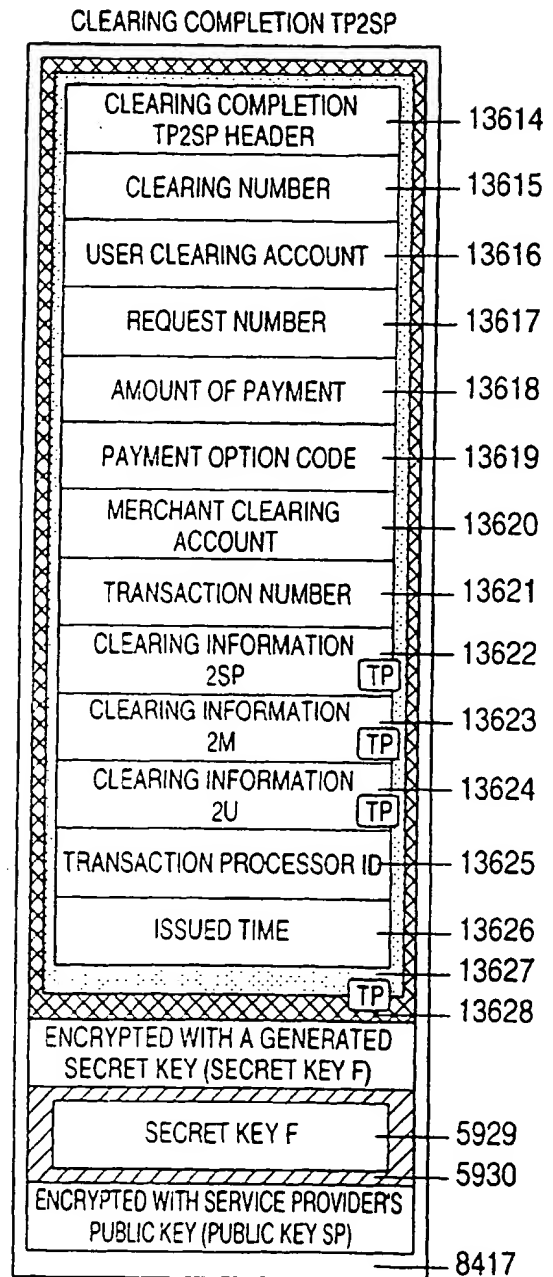 CLEARING COMPLETION TP2SP
CLEARING COMPLETION
TP2SP HEADER
13614
CLEARING NUMBER
13615
USER CLEARING ACCOUNT
13616
REQUEST NUMBER
13617
AMOUNT OF PAYMENT
13618
PAYMENT OPTION CODE
13619
MERCHANT CLEARING
ACCOUNT
13620
TRANSACTION NUMBER
13621
CLEARING INFORMATION
2SP
TP
13622
CLEARING INFORMATION
2M
TP
13623
CLEARING INFORMATION
2U
TP
13624
TRANSACTION PROCESSOR ID
13625
ISSUED TIME
13626
13627
TP
13628
ENCRYPTED WITH A GENERATED
SECRET KEY (SECRET KEY F)
SECRET KEY F
5929
5930
ENCRYPTED WITH SERVICE PROVIDER'S
PUBLIC KEY (PUBLIC KEY SP)
8417